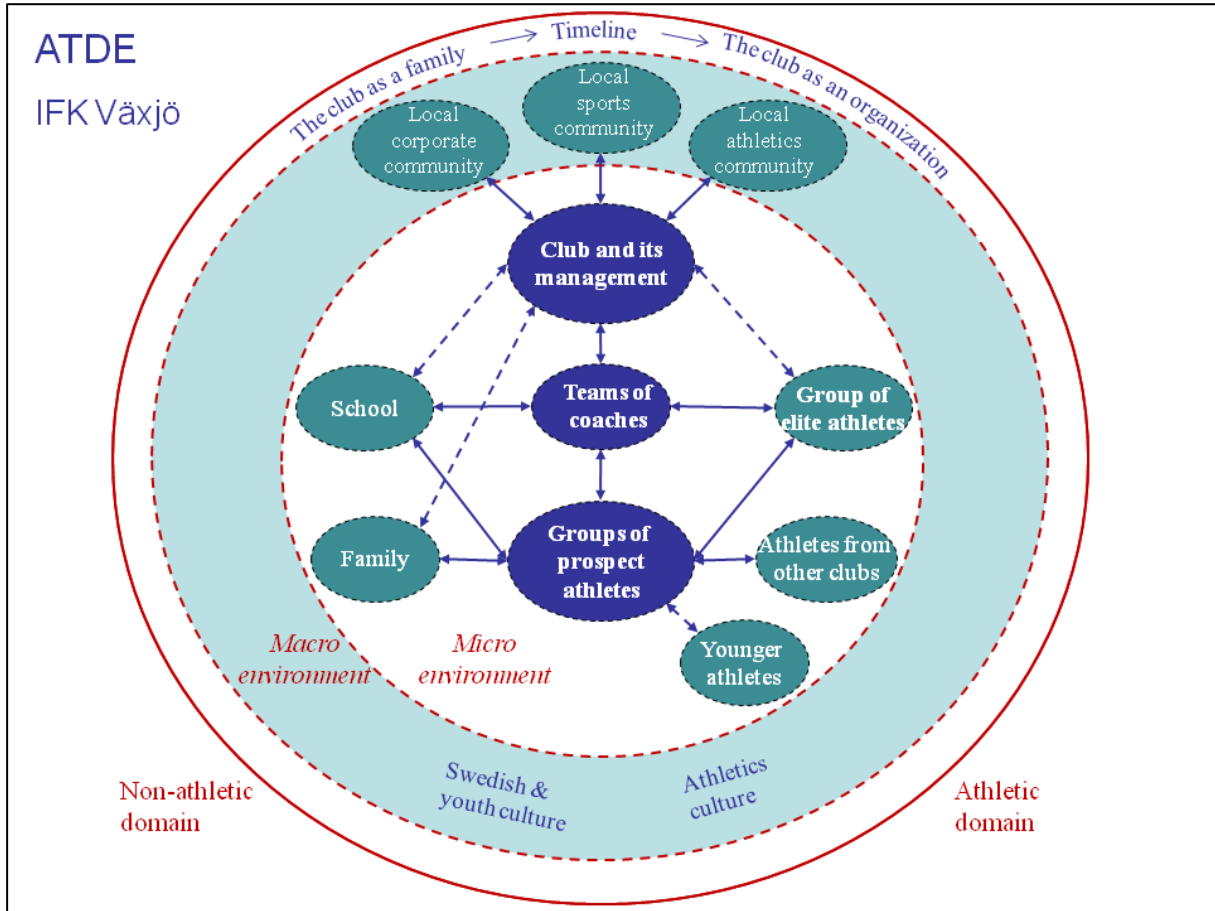 ATDE
IFK Växjö
The club as a family
Timeline
The club as an organization
Local
corporate
community
Local
sports
community
Local
athletics
community
Club and its
management
School
Teams of
coaches
Group of
elite athletes
Family
Groups of
prospect
athletes
Athletes from
other clubs
Younger
athletes
Macro
environment
Micro
environment
Non-athletic
domain
Swedish &
youth culture
Athletics
culture
Athletic
domain